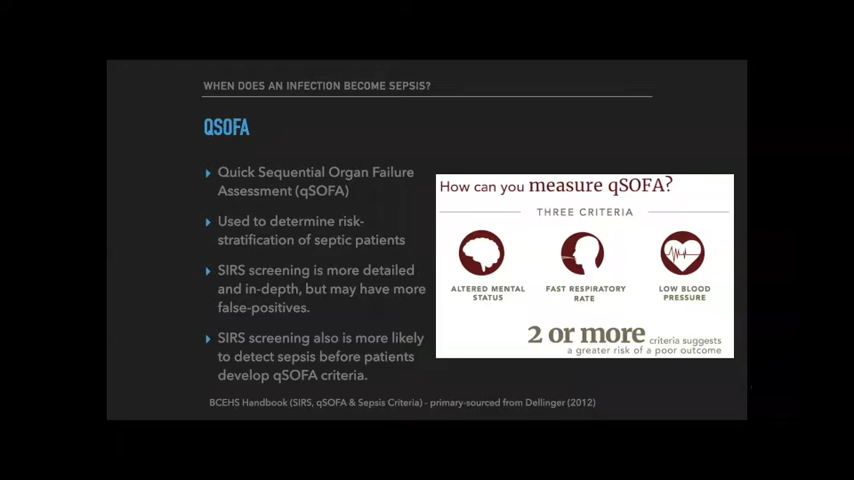 WHEN DOES AN INFECTION BECOME SEPSIS?
QSOFA
Quick Sequential Organ Failure
Assessment (qSOFA)
Used to determine risk-
stratification of septic patients
SIRS screening is more detailed
and in-depth, but may have more
false-positives.
SIRS screening also is more likely
to detect sepsis before patients
develop qSOFA criteria.
How can you measure qSOFA?
THREE CRITERIA
ALTERED MENTAL
STATUS
FAST RESPIRATORY
RATE
LOW BLOOD
PRESSURE
2 or more criteria suggests
a greater risk of a poor outcome
BCEHS Handbook (SIRS, qSOFA & Sepsis Criteria) - primary-sourced from Dellinger (2012)